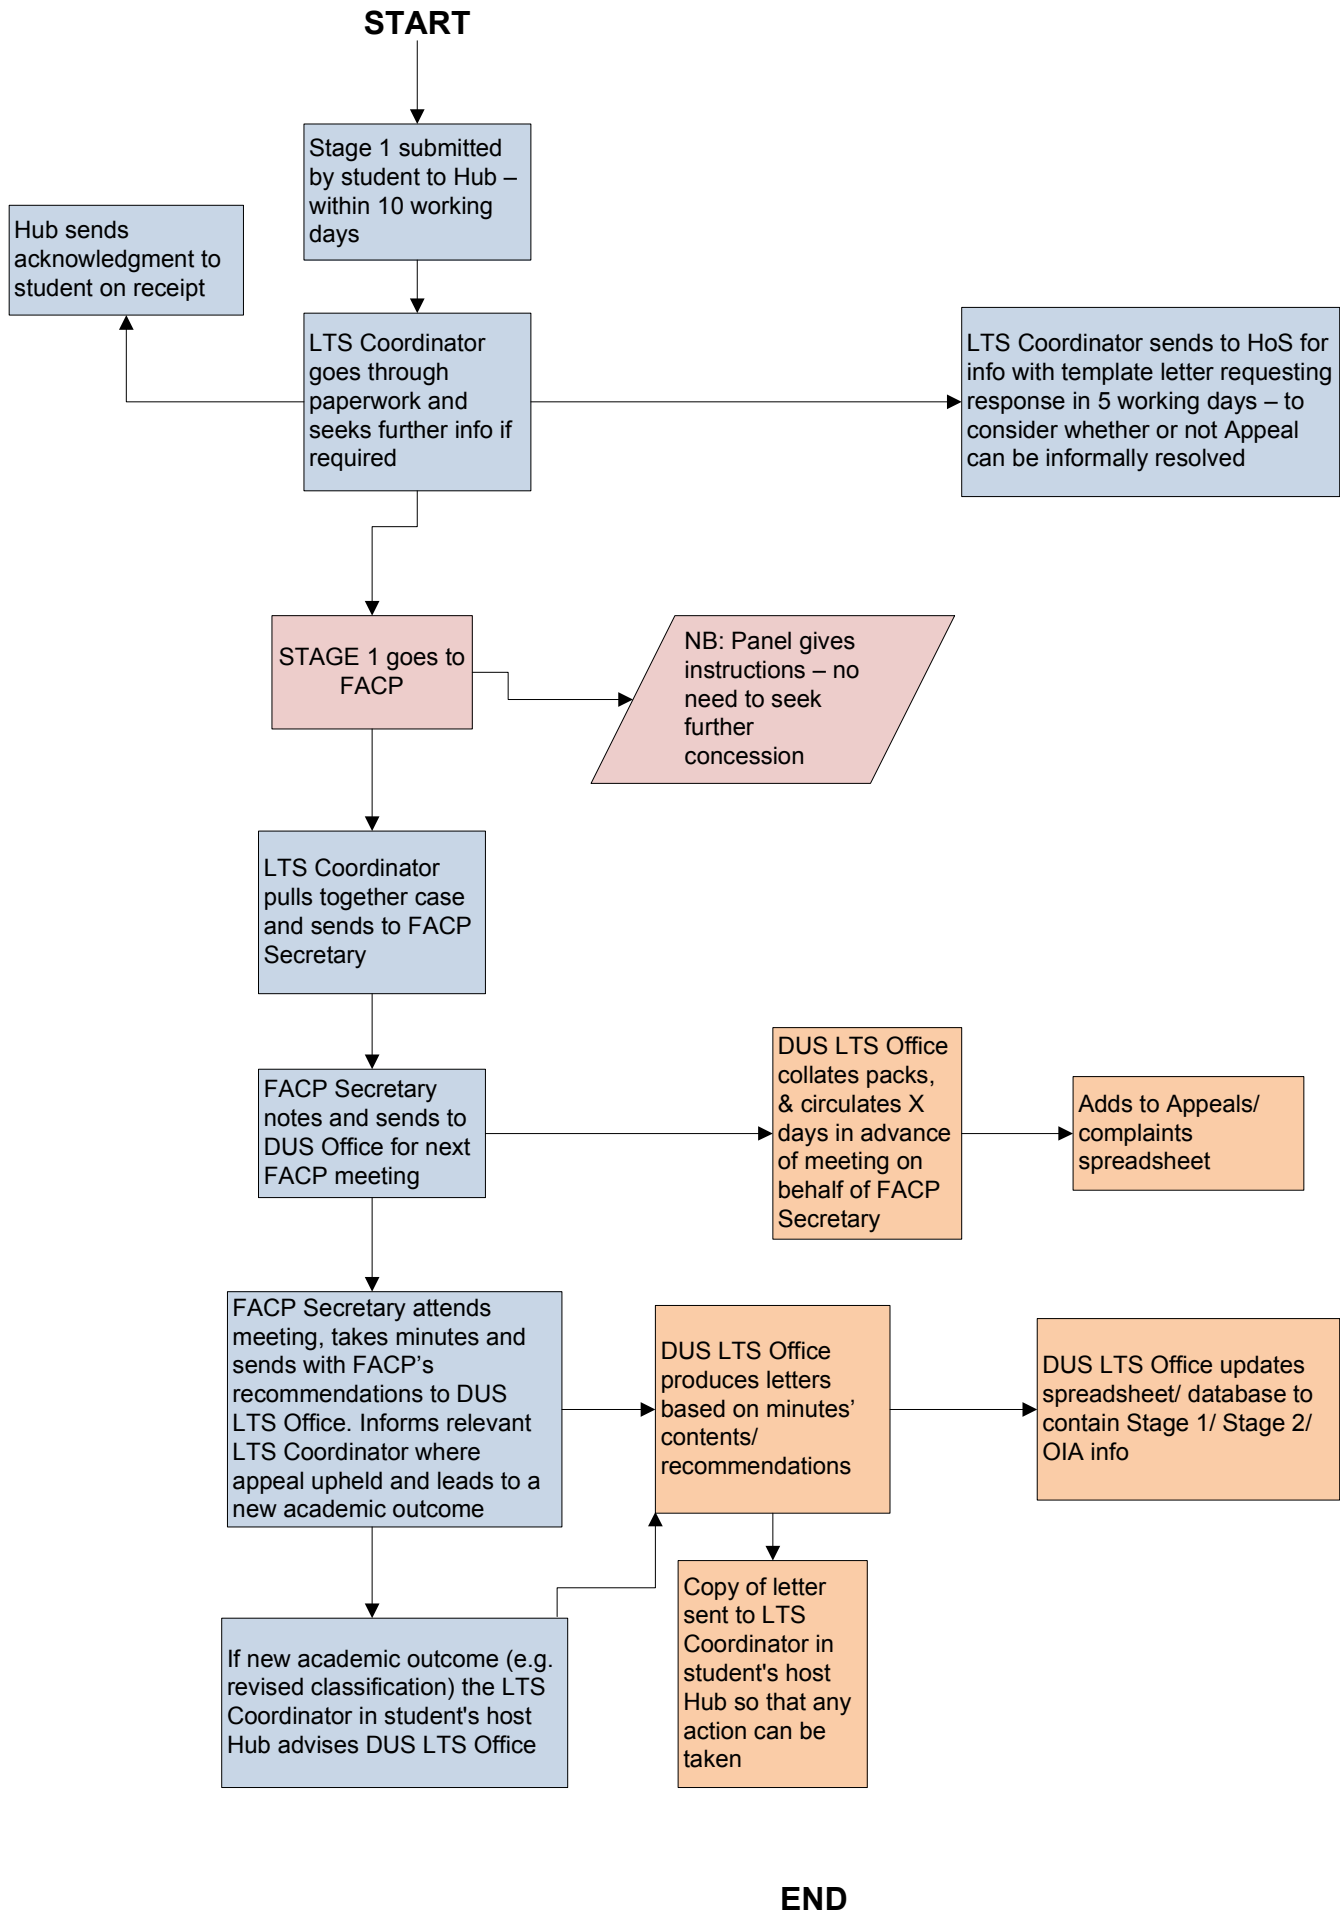 START
Stage 1 submitted
by student to Hub –
within 10 working
days
Hub sends
acknowledgment to
student on receipt
LTS Coordinator
goes through
paperwork and
seeks further info if
required
LTS Coordinator sends to HoS for
info with template letter requesting
response in 5 working days – to
consider whether or not Appeal
can be informally resolved
STAGE 1 goes to
FACP
NB: Panel gives
instructions – no
need to seek
further
concession
LTS Coordinator
pulls together case
and sends to FACP
Secretary
FACP Secretary
notes and sends to
DUS Office for next
FACP meeting
DUS LTS Office
collates packs,
& circulates X
days in advance
of meeting on
behalf of FACP
Secretary
Adds to Appeals/
complaints
spreadsheet
FACP Secretary attends
meeting, takes minutes and
sends with FACP’s
recommendations to DUS
LTS Office. Informs relevant
LTS Coordinator where
appeal upheld and leads to a
new academic outcome
DUS LTS Office
produces letters
based on minutes’
contents/
recommendations
DUS LTS Office updates
spreadsheet/ database to
contain Stage 1/ Stage 2/
OIA info
If new academic outcome (e.g.
revised classification) the LTS
Coordinator in student's host
Hub advises DUS LTS Office
Copy of letter
sent to LTS
Coordinator in
student's host
Hub so that any
action can be
taken
END